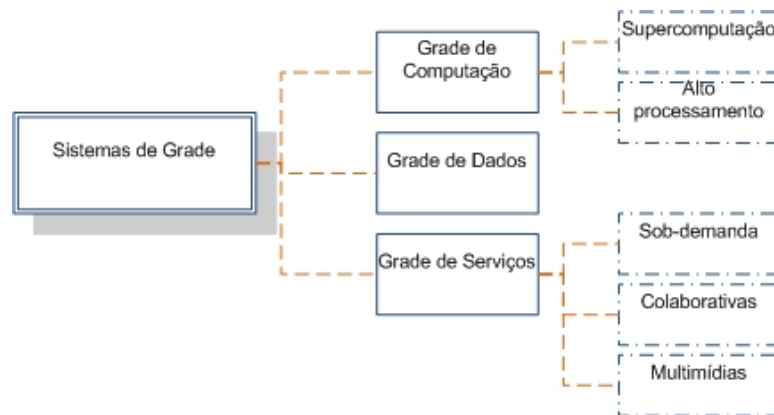 Sistemas de Grade
Grade de
Computação
Supercomputação
Alto
processamento
Grade de Dados
Grade de Serviços
Sob-demanda
Colaborativas
Multimídias